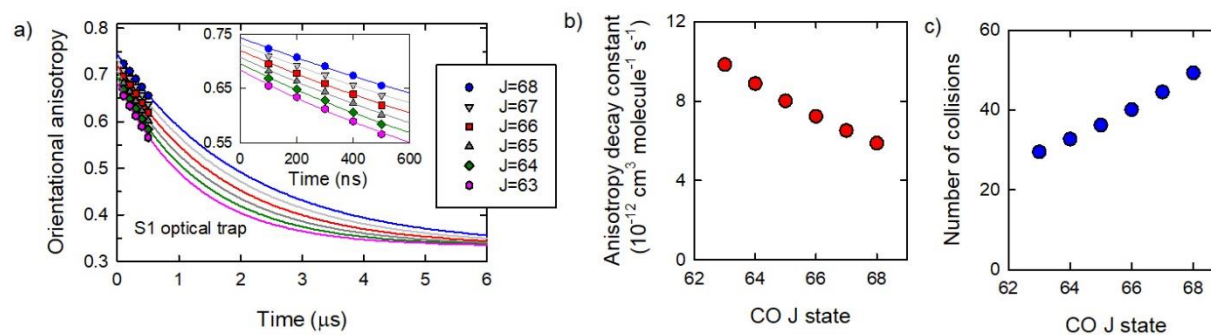 a)
Orientational anisotropy
0.8
0.7
0.6
0.5
0.4
0.3
0
1
2
3
4
5
6
Time (μs)
S1 optical trap
0.75
0.65
0.55
0
200
400
600
Time (ns)
J=68
J=67
J=66
J=65
J=64
J=63
b)
Anisotropy decay constant
(10⁻¹² cm³ molecule⁻¹ s⁻¹)
12
9
6
3
0
62
64
66
68
CO J state
c)
Number of collisions
60
40
20
0
62
64
66
68
CO J state